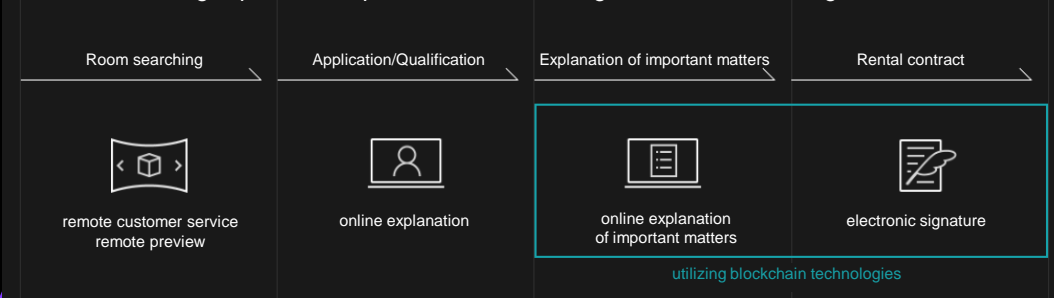 Room searching
Application/Qualification
Explanation of important matters
Rental contract
remote customer service
remote preview
online explanation
online explanation
of important matters
electronic signature
utilizing blockchain technologies